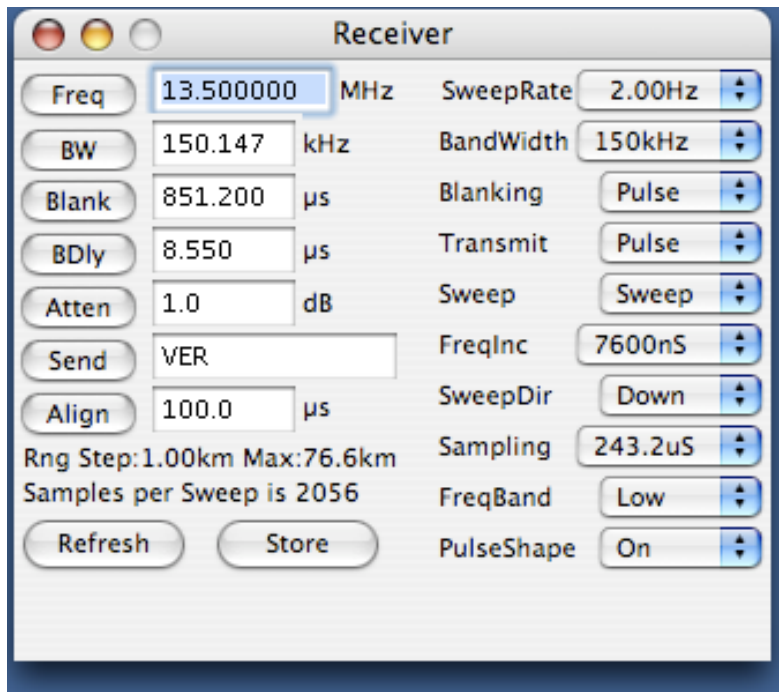 Receiver
Freq 13.500000 MHz
BW 150.147 kHz
Blank 851.200 µs
BDly 8.550 µs
Atten 1.0 dB
Send VER
Align 100.0 µs
Rng Step:1.00km Max:76.6km
Samples per Sweep is 2056
Refresh Store
SweepRate 2.00Hz
BandWidth 150kHz
Blanking Pulse
Transmit Pulse
Sweep Sweep
FreqInc 7600nS
SweepDir Down
Sampling 243.2uS
FreqBand Low
PulseShape On